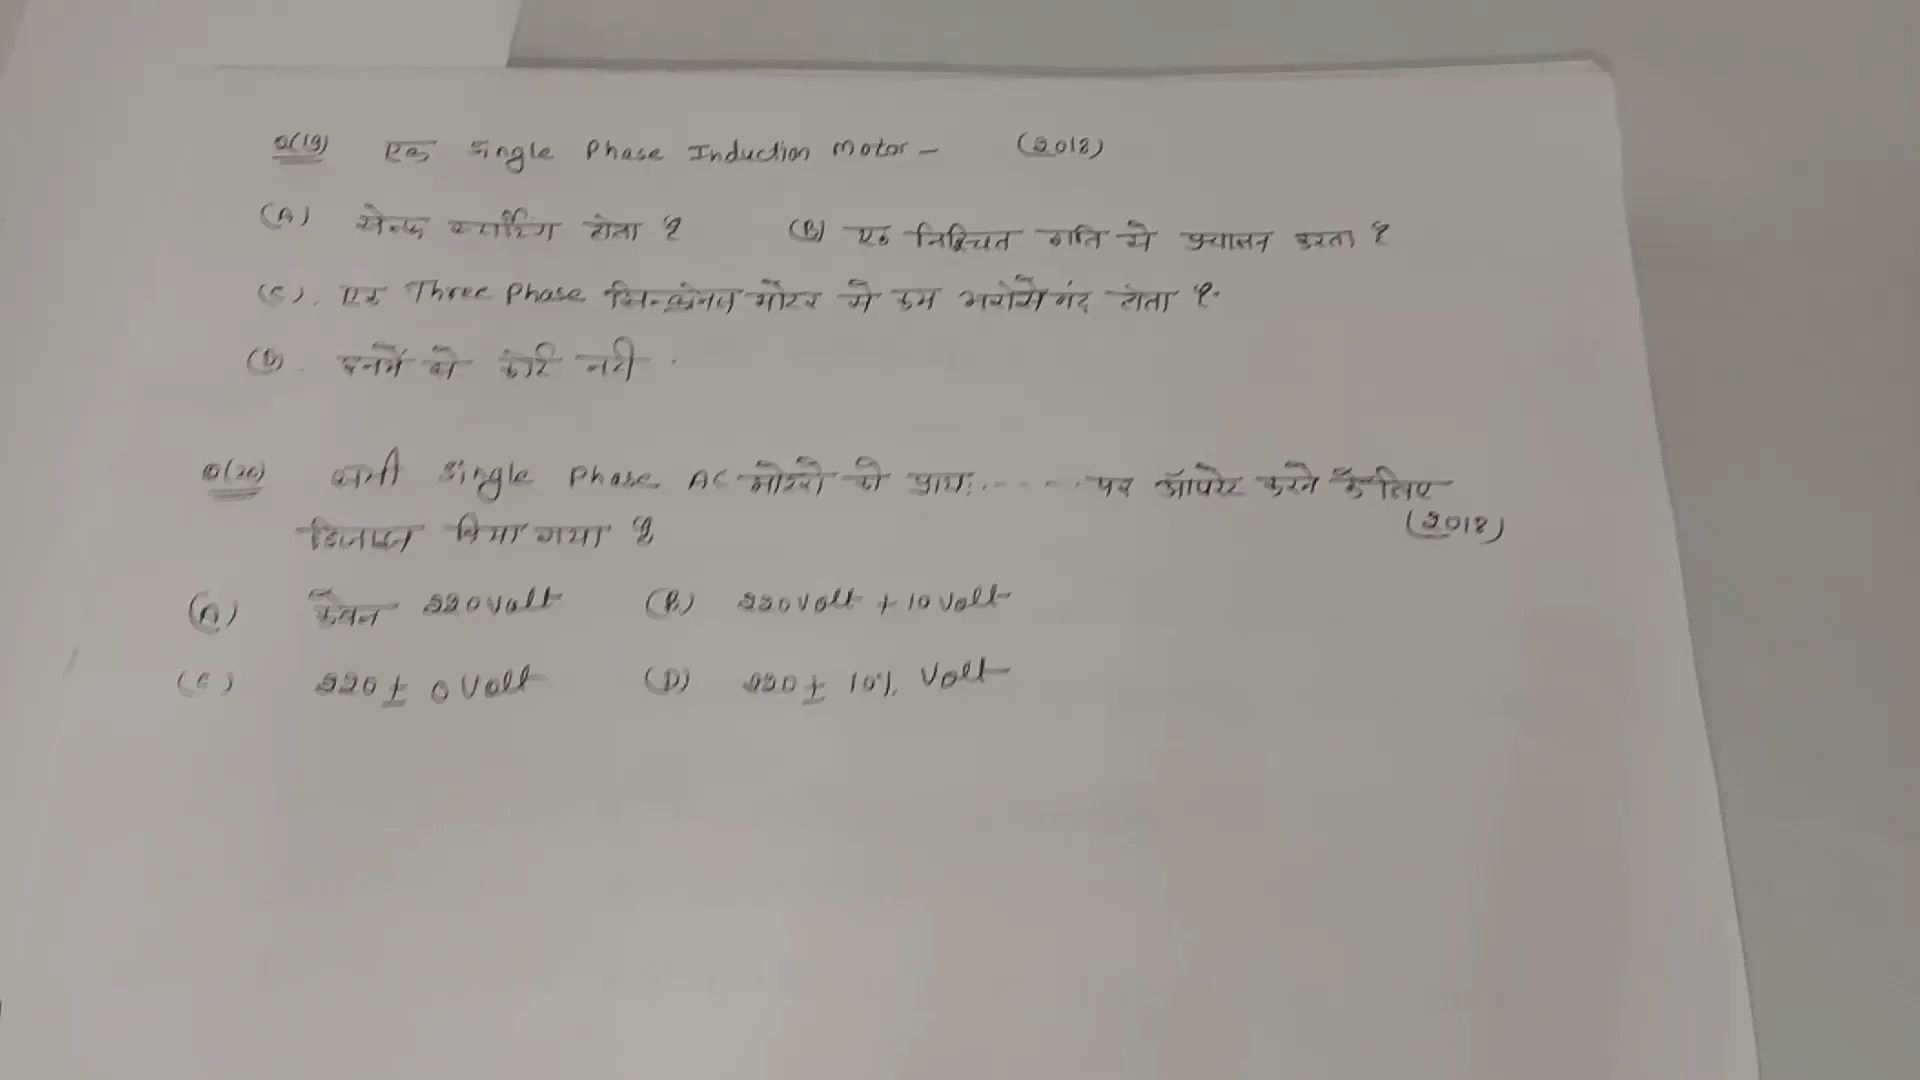 Q(19) एक Single Phase Induction Motor - (2018)
(A) सेल्फ स्टार्टिंग होता है (B) एक निश्चित गति से संचालन करता है
(C). एक Three Phase सिन्क्रोनस मोटर से कम भरोसेमंद होता है.
(D). इनमें से कोई नही.
Q(20) सभी Single Phase AC मोटरो को प्रायः..---- पर ऑपरेट करने के लिए
डिजाइन किया गया है (2018)
(A) केवल 220 Volt (B) 220 Volt + 10 Volt
(C) 220 ± 0 Volt (D) 220 ± 10% Volt